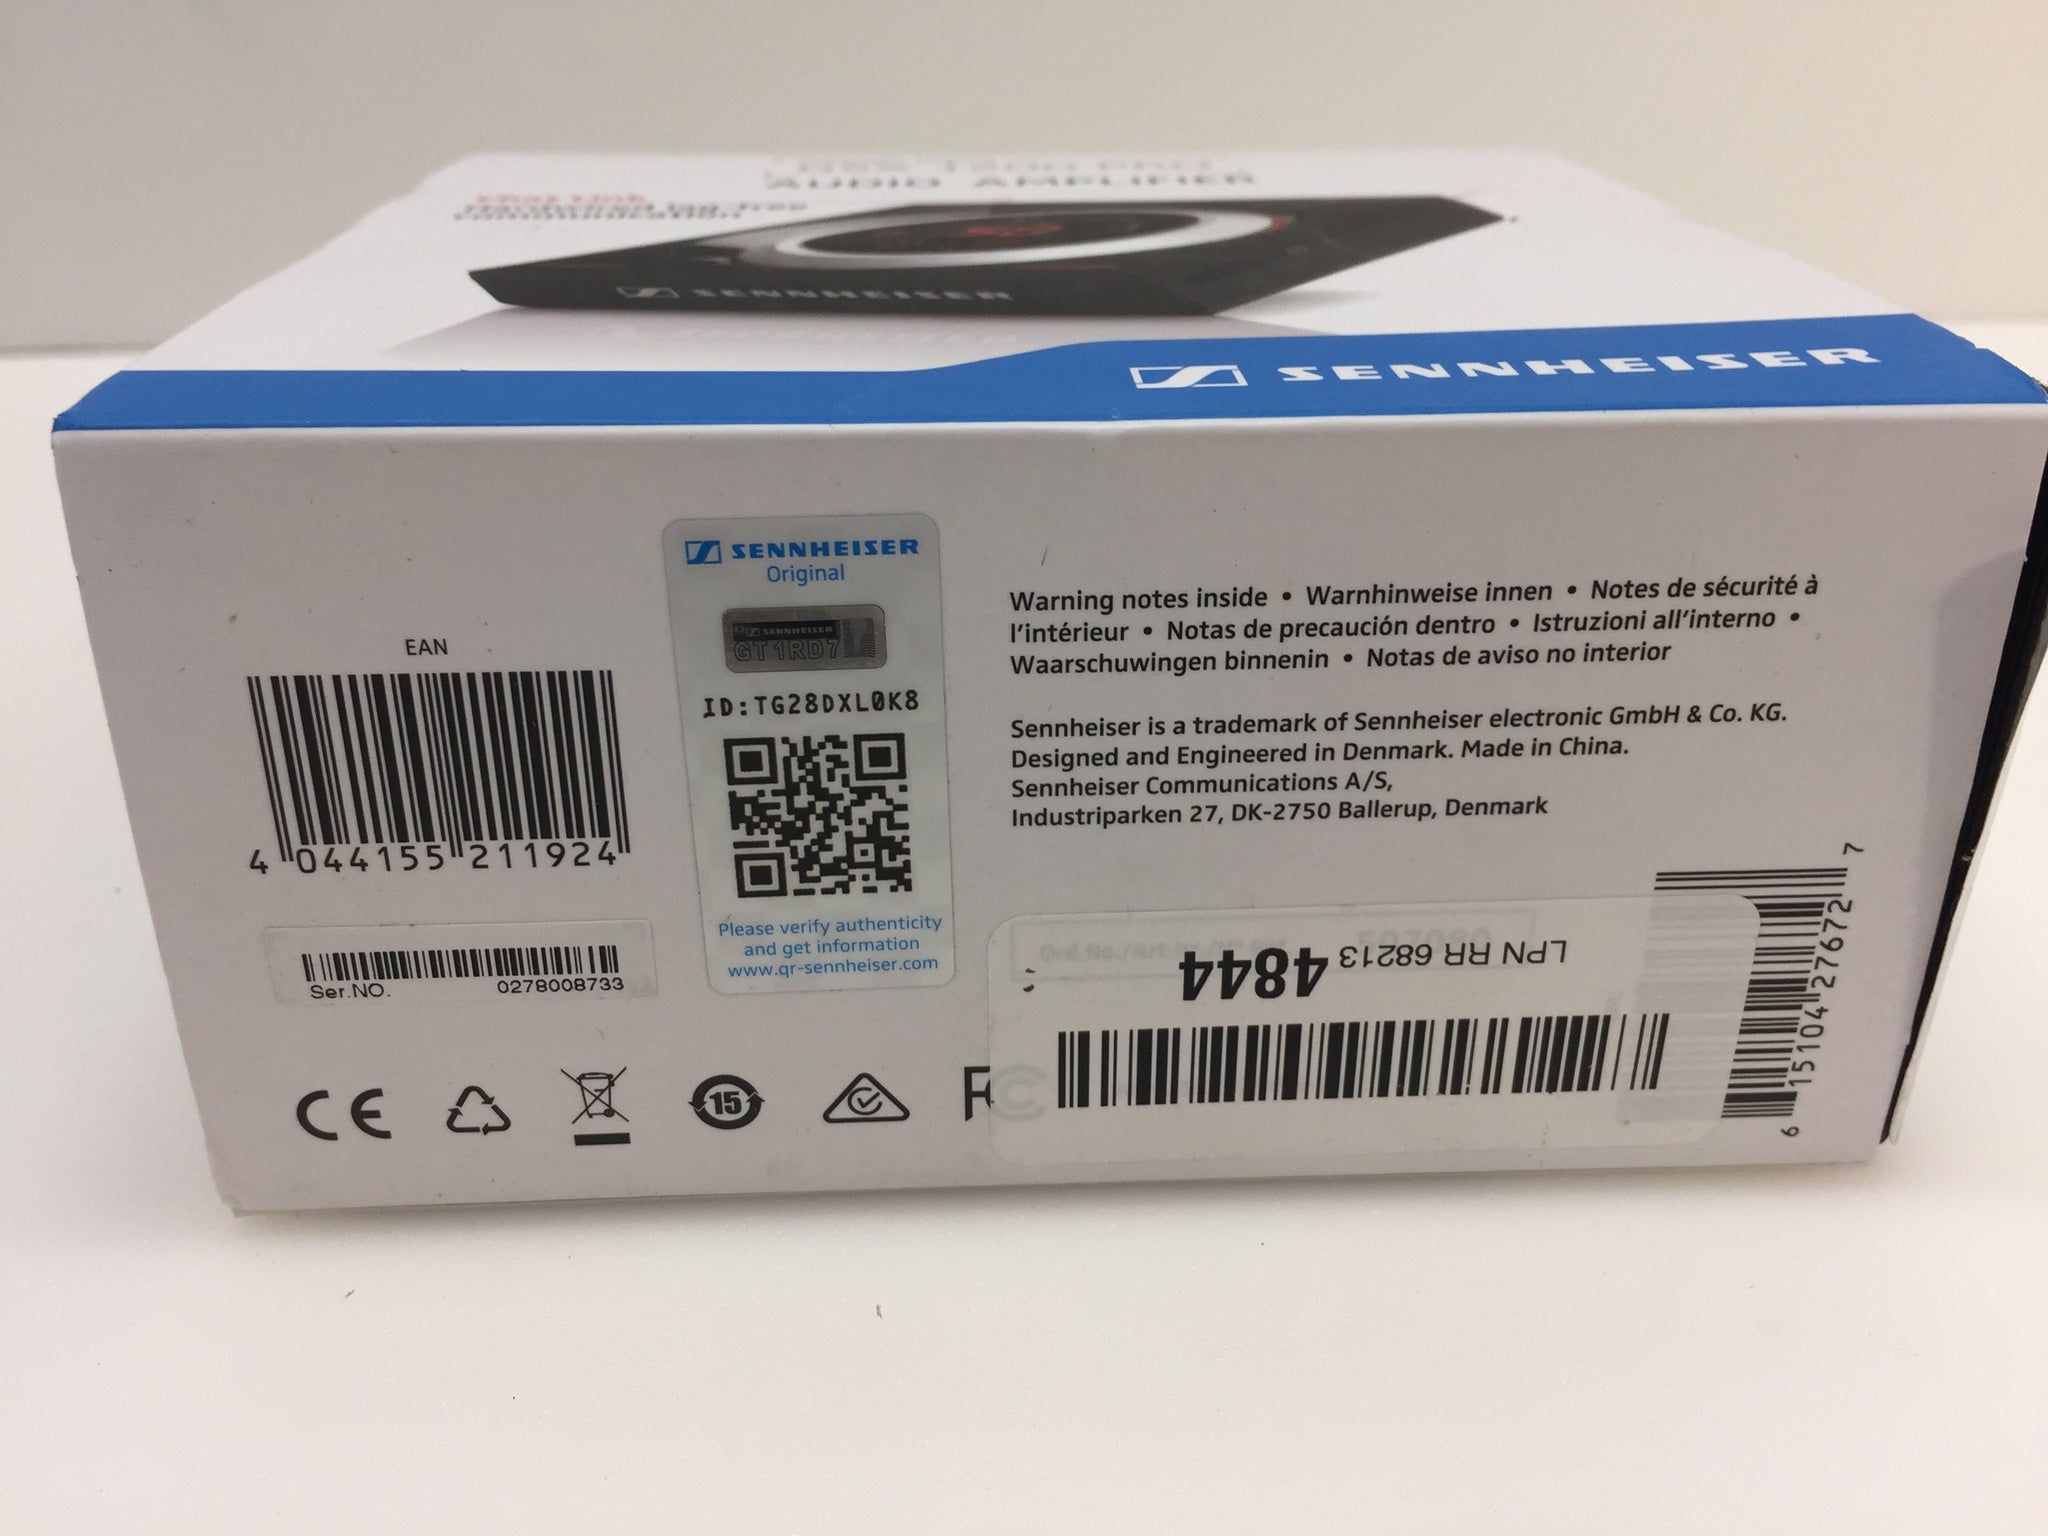 GSX 1200 PRO
AUDIO AMPLIFIER
SENNHEISER
SENNHEISER
SENNHEISER
Original
SENNHEISER
GT1RD7
ID:TG28DXL0K8
Please verify authenticity
and get information
www.qr-sennheiser.com
EAN
4 044155 211924
Ser.NO. 0278008733
CE
15
Warning notes inside • Warnhinweise innen • Notes de sécurité à
l'intérieur • Notas de precaución dentro • Istruzioni all'interno •
Waarschuwingen binnenin • Notas de aviso no interior
Sennheiser is a trademark of Sennheiser electronic GmbH & Co. KG.
Designed and Engineered in Denmark. Made in China.
Sennheiser Communications A/S,
Industriparken 27, DK-2750 Ballerup, Denmark
LPN RR 68213 4844
6 15104 27672 7